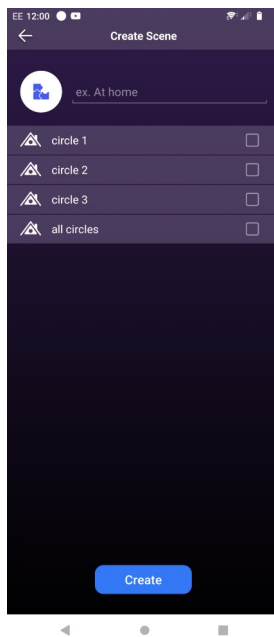 EE 12:00
Create Scene
ex. At home
circle 1
circle 2
circle 3
all circles
Create